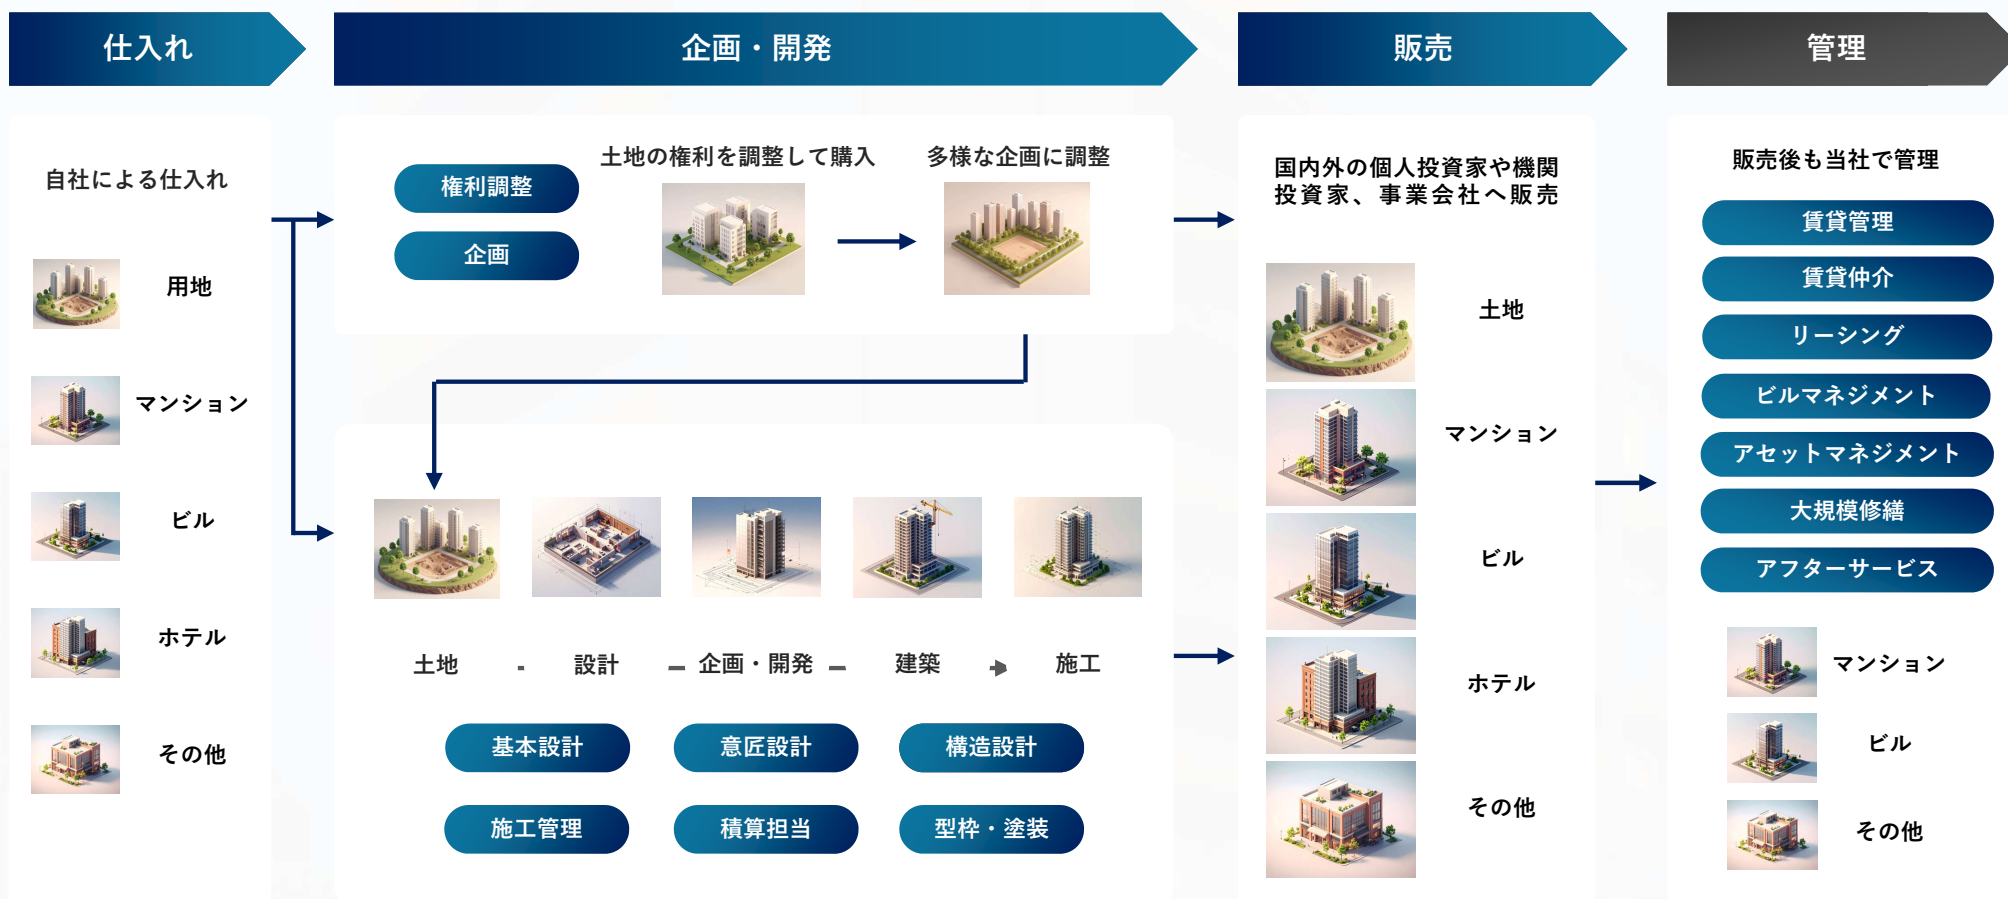 仕入れ
企画・開発
販売
管理
自社による仕入れ
用地
マンション
ビル
ホテル
その他
権利調整
企画
土地の権利を調整して購入
多様な企画に調整
土地
設計
企画・開発
建築
施工
基本設計
意匠設計
構造設計
施工管理
積算担当
型枠・塗装
国内外の個人投資家や機関
投資家、事業会社へ販売
土地
マンション
ビル
ホテル
その他
販売後も当社で管理
賃貸管理
賃貸仲介
リーシング
ビルマネジメント
アセットマネジメント
大規模修繕
アフターサービス
マンション
ビル
その他